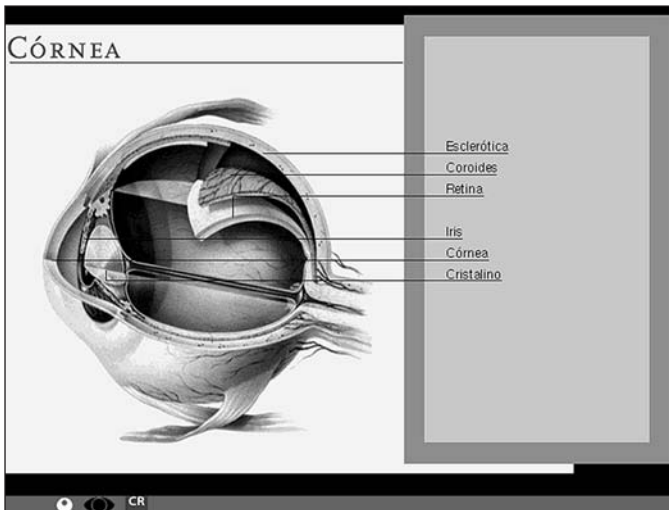 CÓRNEA
Esclerótica
Coroides
Retina
Iris
Córnea
Cristalino
CR